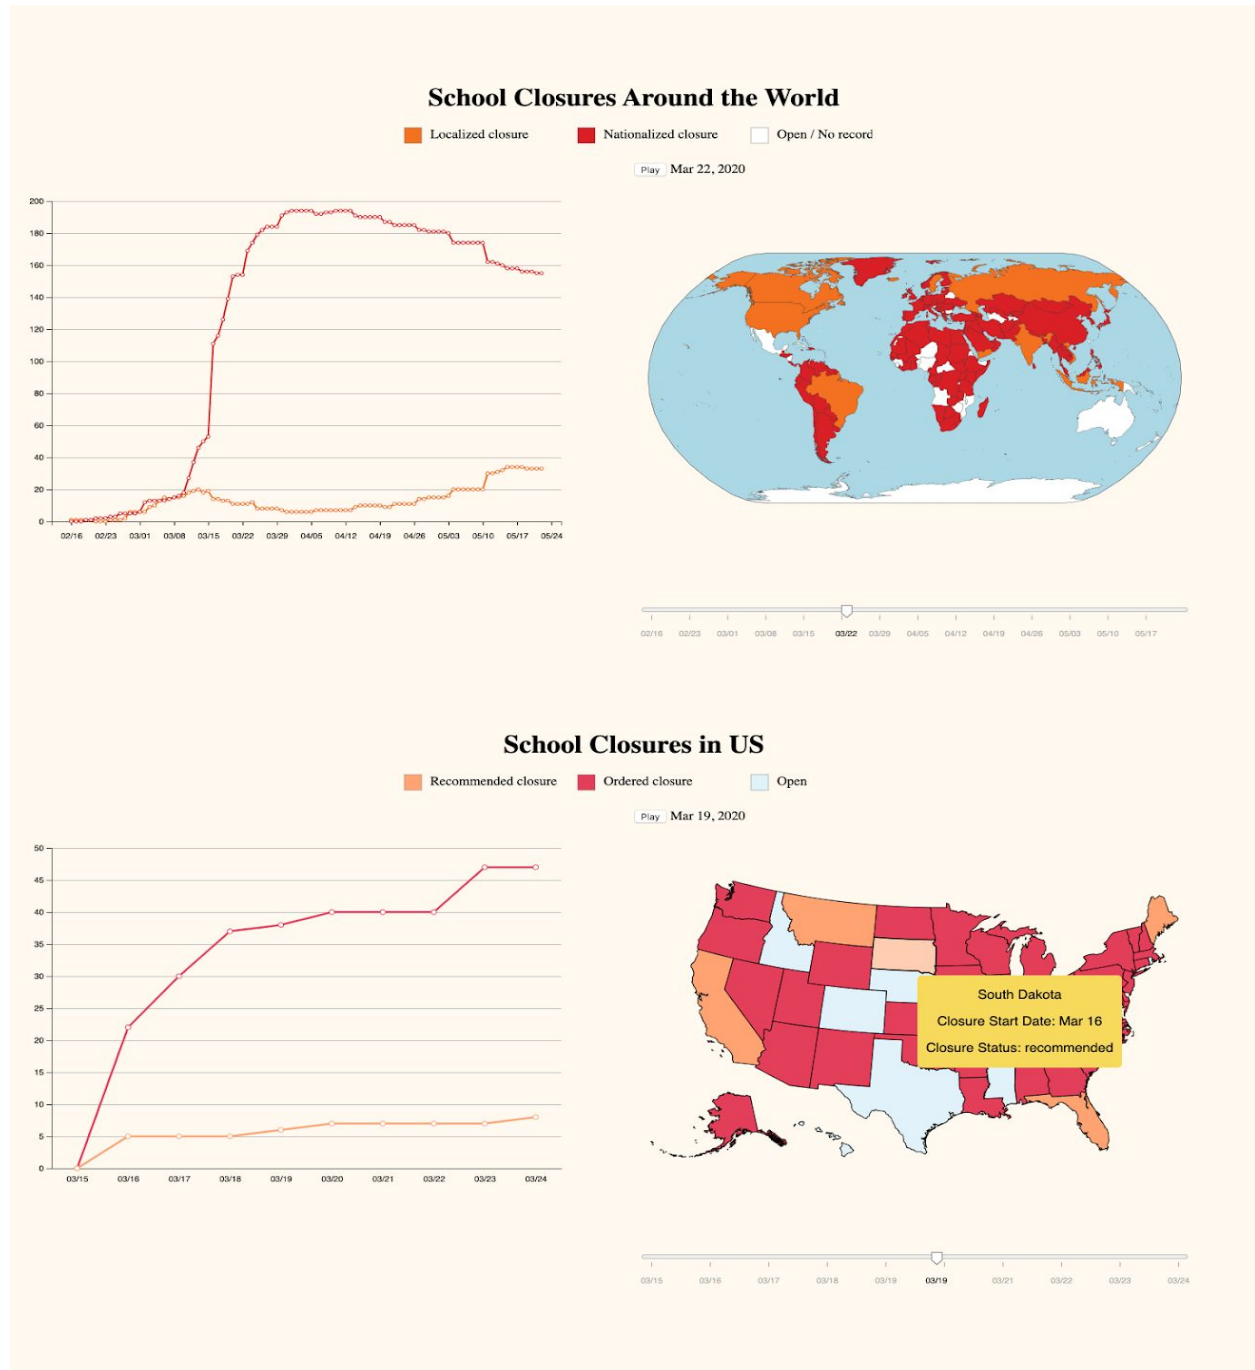 School Closures Around the World
Localized closure Nationalized closure Open / No record
Play Mar 22, 2020
200
180
160
140
120
100
80
60
40
20
0
02/16 02/23 03/01 03/08 03/15 03/22 03/29 04/05 04/12 04/19 04/26 05/03 05/10 05/17 05/24
02/16 02/23 03/01 03/08 03/15 03/22 03/29 04/05 04/12 04/19 04/26 05/03 05/10 05/17
School Closures in US
Recommended closure Ordered closure Open
Play Mar 19, 2020
50
45
40
35
30
25
20
15
10
5
0
03/15 03/16 03/17 03/18 03/19 03/20 03/21 03/22 03/23 03/24
South Dakota
Closure Start Date: Mar 16
Closure Status: recommended
03/15 03/16 03/17 03/18 03/19 03/19 03/21 03/22 03/23 03/24